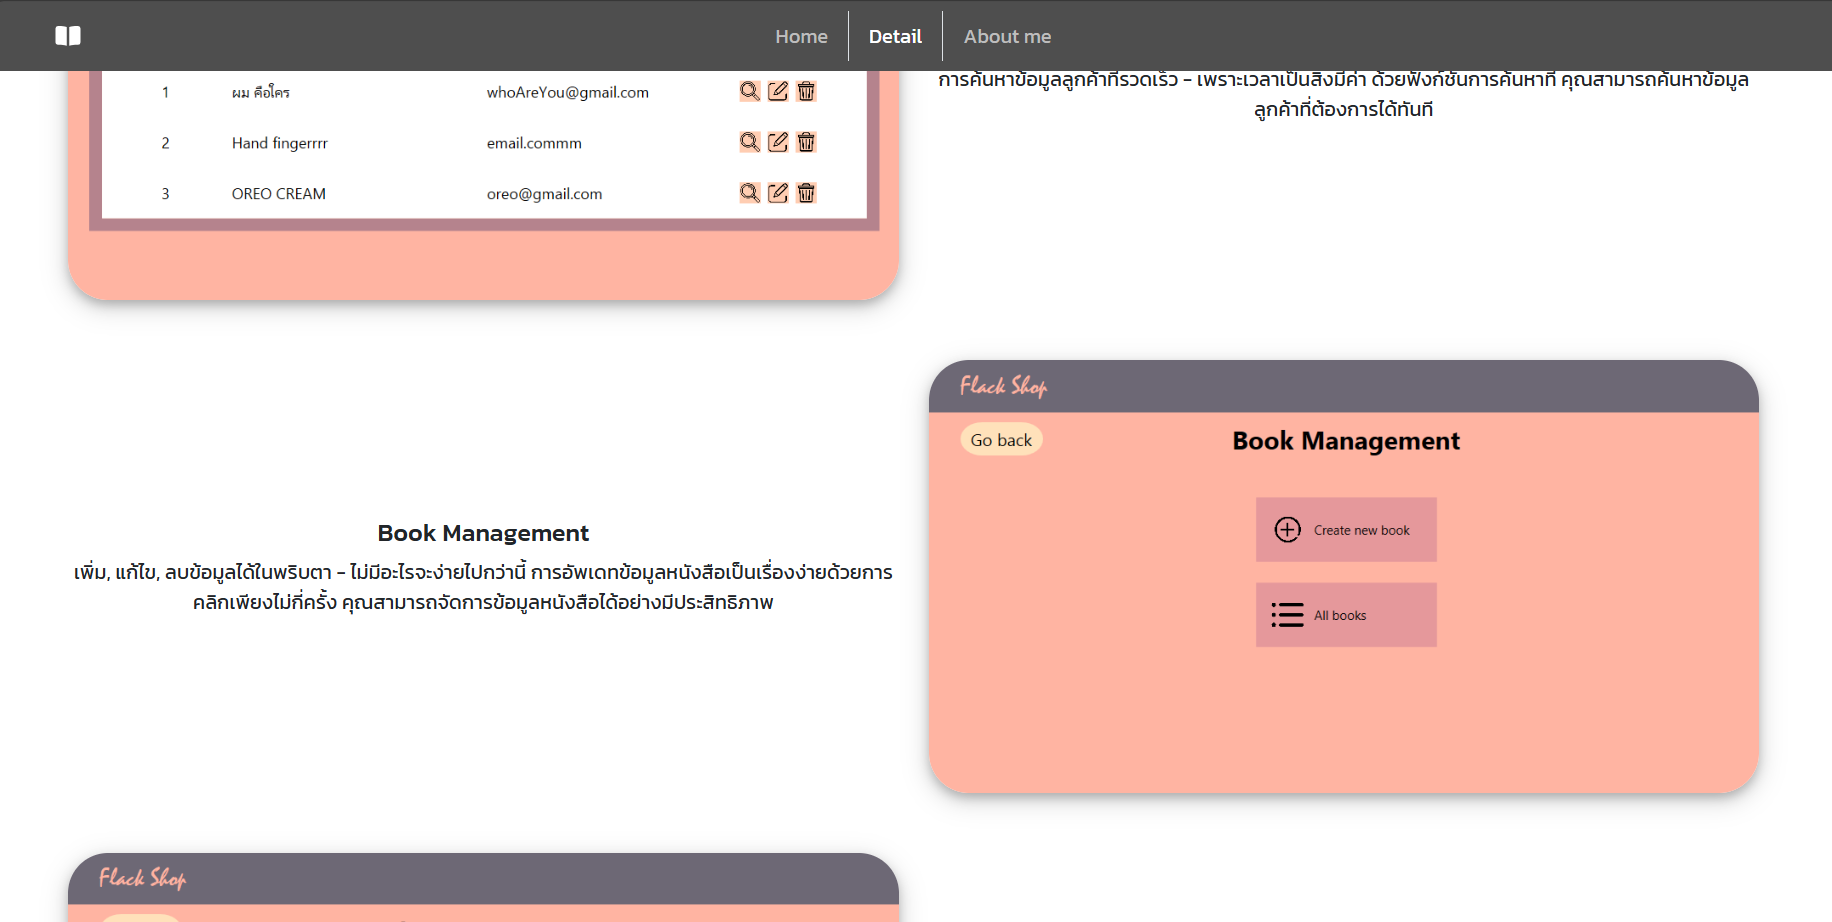 Home
Detail
About me
1 ผม คือใคร whoAreYou@gmail.com
2 Hand fingerrrr email.commm
3 OREO CREAM oreo@gmail.com
การค้นหาข้อมูลลูกค้าที่รวดเร็ว - เพราะเวลาเป็นสิ่งมีค่า ด้วยฟังก์ชันการค้นหาที่ คุณสามารถค้นหาข้อมูล
ลูกค้าที่ต้องการได้ทันที
Book Management
เพิ่ม, แก้ไข, ลบข้อมูลได้ในพริบตา - ไม่มีอะไรจะง่ายไปกว่านี้ การอัพเดทข้อมูลหนังสือเป็นเรื่องง่ายด้วยการ
คลิกเพียงไม่กี่ครั้ง คุณสามารถจัดการข้อมูลหนังสือได้อย่างมีประสิทธิภาพ
Flack Shop
Go back
Book Management
Create new book
All books
Flack Shop